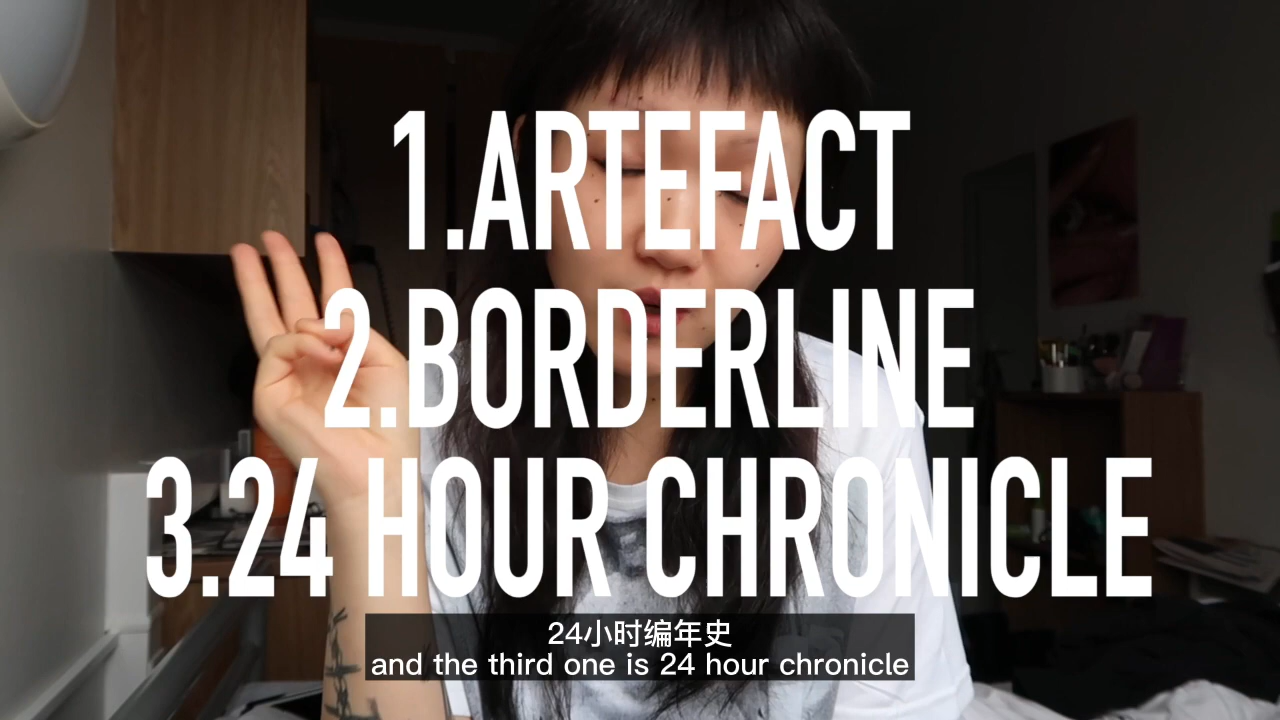 1.ARTEFACT
2.BORDERLINE
3.24 HOUR CHRONICLE
24小时编年史
and the third one is 24 hour chronicle